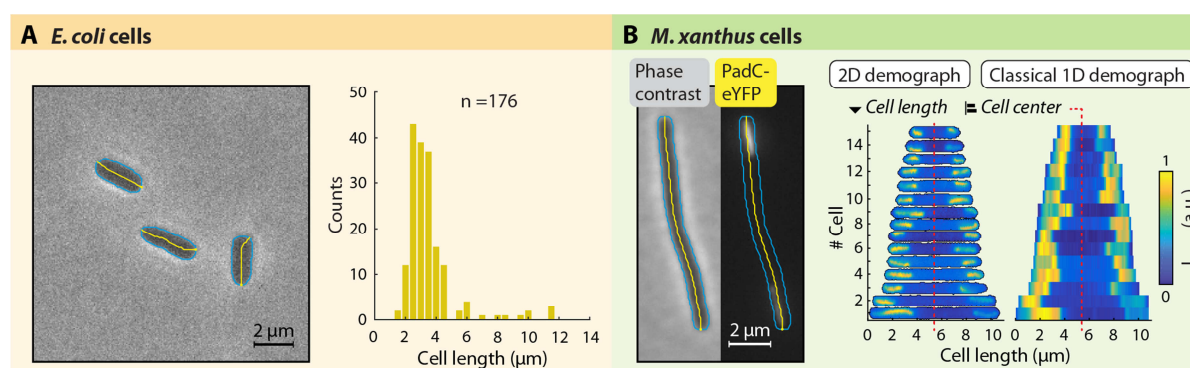 A E. coli cells
2 μm
50
40
30
20
10
0
Counts
n =176
0 2 4 6 8 10 12 14
Cell length (μm)
B M. xanthus cells
Phase
contrast
PadC-
eYFP
2 μm
2D demograph
Classical 1D demograph
Cell length
Cell center
14
12
10
8
6
4
2
# Cell
0 2 4 6 8 10
0 2 4 6 8 10
Cell length (μm)
1
0